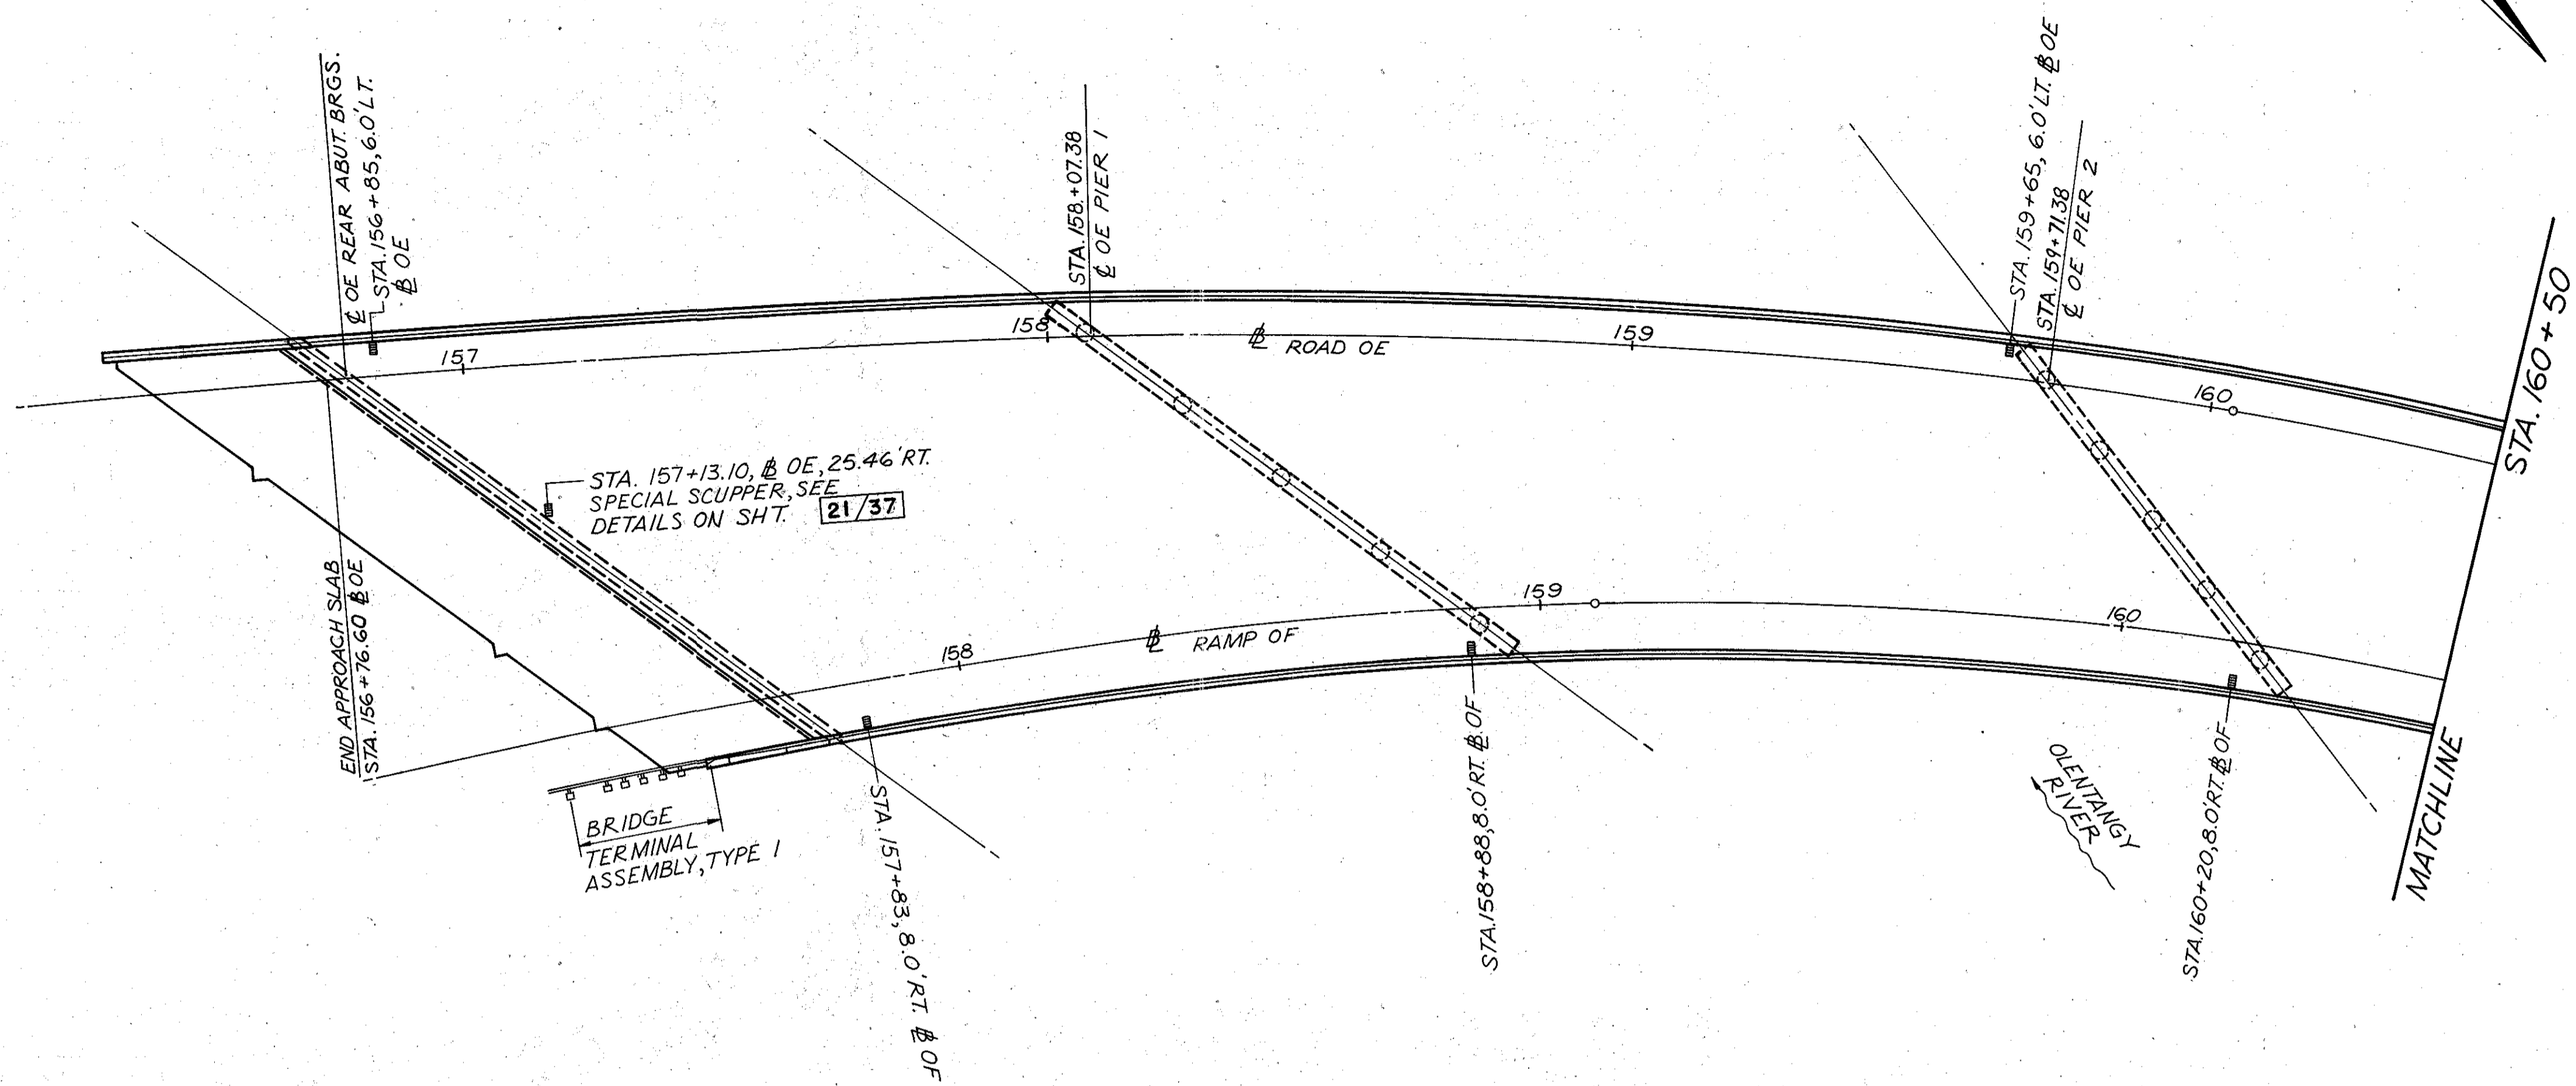 ℄ OE REAR ABUT. BRGS.
STA. 156+85, 6.0' LT.
℄ OE
STA. 158+07.38
℄ OE PIER 1
STA. 159+65, 6.0' LT. ℄ OE
STA. 159+71.38
℄ OE PIER 2
157
158
℄ ROAD OE
159
160
STA. 160+50
STA. 157+13.10, ℄ OE, 25.46' RT.
SPECIAL SCUPPER, SEE
DETAILS ON SHT. 21/37
END APPROACH SLAB
STA. 156+76.60 ℄ OE
158
℄ RAMP OF
159
160
BRIDGE
TERMINAL
ASSEMBLY, TYPE 1
STA. 157+83, 8.0' RT. ℄ OF
STA. 158+88, 8.0' RT. ℄ OF
OLENTANGY
RIVER
STA. 160+20, 8.0' RT. ℄ OF
MATCHLINE